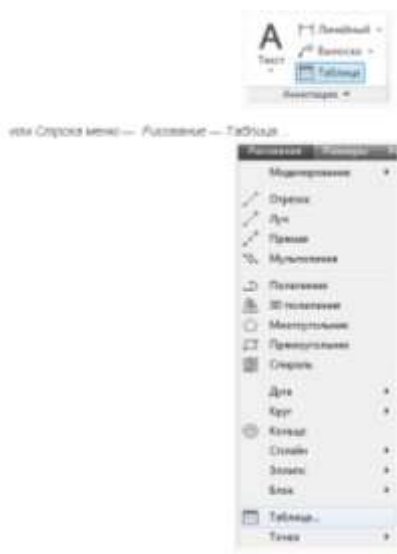 Линейный
Выноска
Текст
Таблица
Аннотации
или Строка меню — Рисование — Таблица
Рисование Размеры
Моделирование
Отрезок
Луч
Прямая
Мультилиния
Полилиния
3D полилиния
Многоугольник
Прямоугольник
Спираль
Дуга
Круг
Кольцо
Сплайн
Эллипс
Блок
Таблица...
Точка